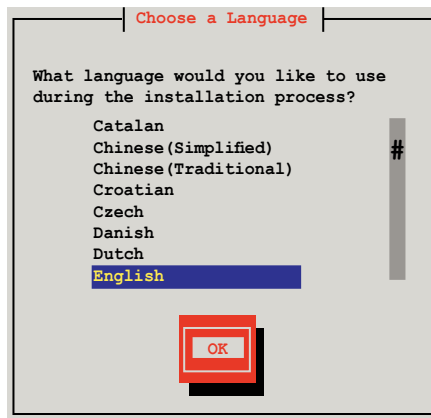 Choose a Language
What language would you like to use
during the installation process?
Catalan
Chinese(Simplified)
#
Chinese(Traditional)
Croatian
Czech
Danish
Dutch
English
OK